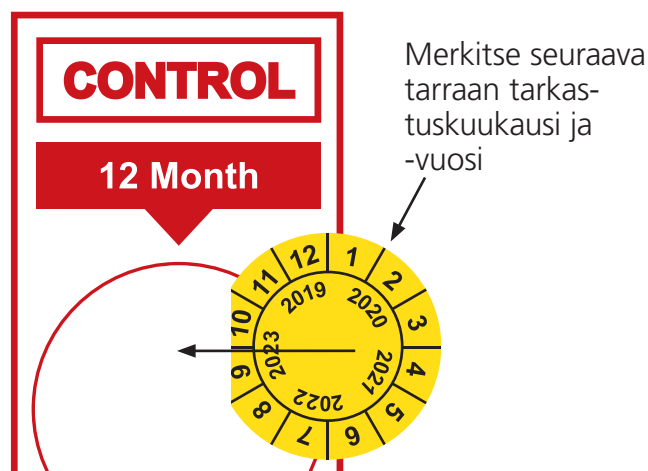 CONTROL
12 Month
Merkitse seuraava
tarraan tarkas-
tuskuukausi ja
-vuosi
1
2
3
4
5
6
7
8
9
10
11
12
2019
2020
2021
2022
2023